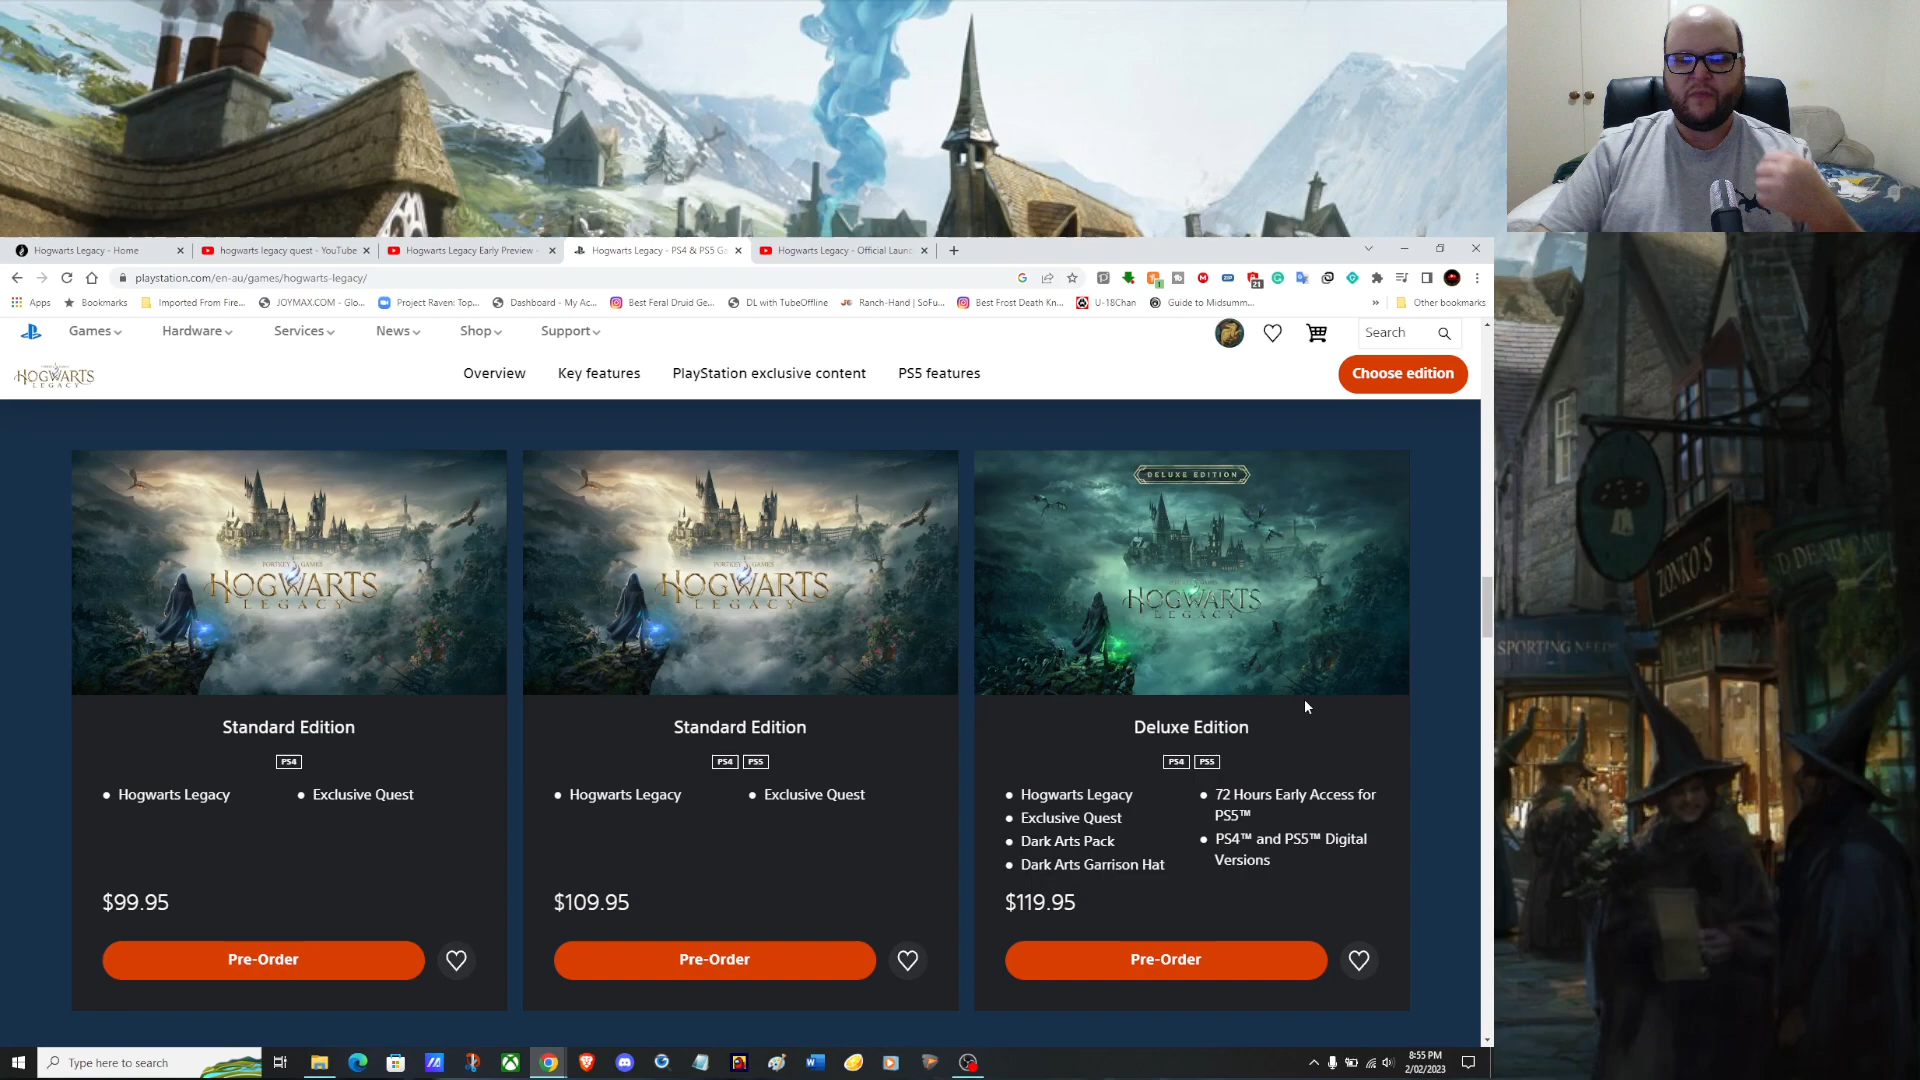 Hogwarts Legacy - Home
hogwarts legacy quest - YouTube
Hogwarts Legacy Early Preview -
Hogwarts Legacy - PS4 & PS5 Ga
Hogwarts Legacy - Official Launc
playstation.com/en-au/games/hogwarts-legacy/
Apps
Bookmarks
Imported From Fire...
JOYMAX.COM - Glo...
Project Raven: Top...
Dashboard - My Ac...
Best Feral Druid Ge...
DL with TubeOffline
Ranch-Hand | SoFu...
Best Frost Death Kn...
U-18Chan
Guide to Midsumm...
»
Other bookmarks
Games
Hardware
Services
News
Shop
Support
Search
HOGWARTS
LEGACY
Overview
Key features
PlayStation exclusive content
PS5 features
Choose edition
PORTKEY GAMES
HOGWARTS
LEGACY
Standard Edition
PS4
• Hogwarts Legacy
• Exclusive Quest
$99.95
Pre-Order
PORTKEY GAMES
HOGWARTS
LEGACY
Standard Edition
PS4 PS5
• Hogwarts Legacy
• Exclusive Quest
$109.95
Pre-Order
DELUXE EDITION
HOGWARTS
LEGACY
Deluxe Edition
PS4 PS5
• Hogwarts Legacy
• Exclusive Quest
• Dark Arts Pack
• Dark Arts Garrison Hat
• 72 Hours Early Access for
PS5™
• PS4™ and PS5™ Digital
Versions
$119.95
Pre-Order
ZONKO'S
SPORTING NEEDS
Type here to search
8:55 PM
2/02/2023